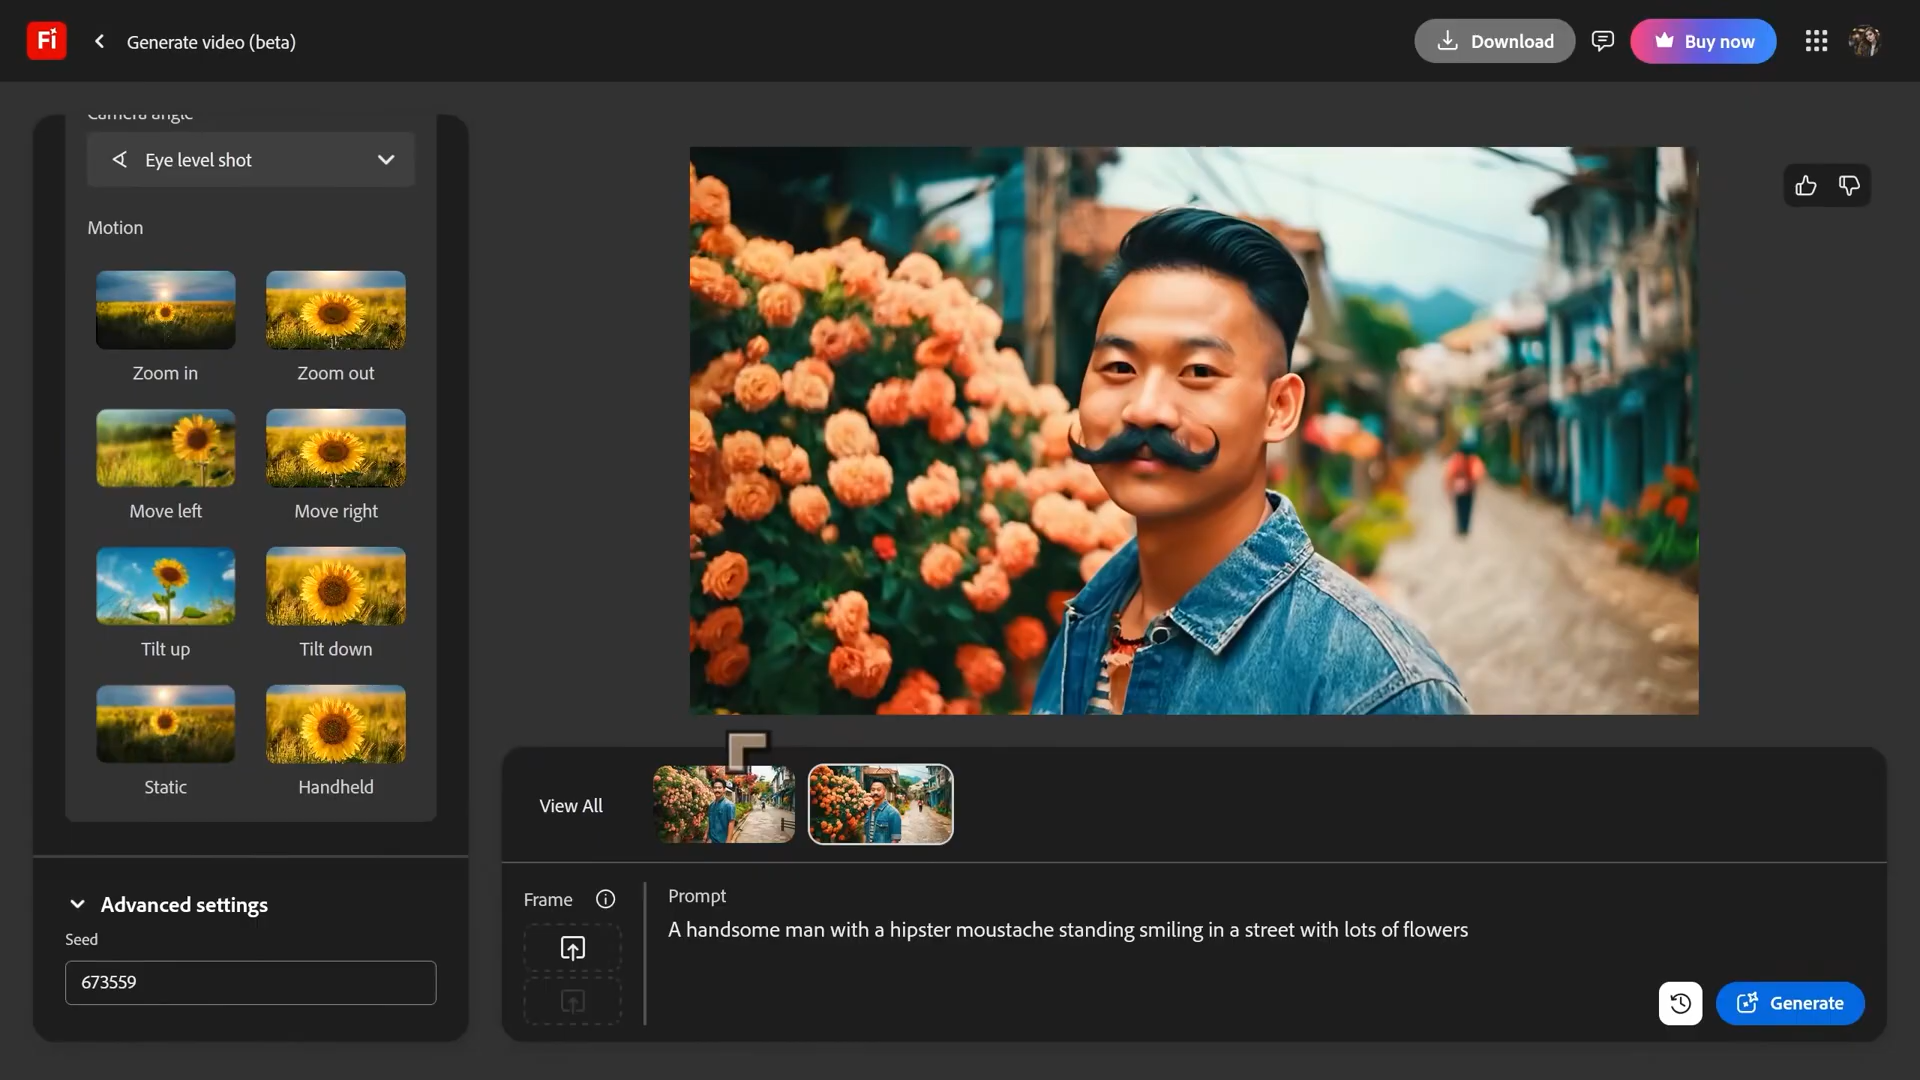 Fi
Generate video (beta)
Download
Buy now
Camera angle
Eye level shot
Motion
Zoom in
Zoom out
Move left
Move right
Tilt up
Tilt down
Static
Handheld
Advanced settings
Seed
673559
View All
Frame
Prompt
A handsome man with a hipster moustache standing smiling in a street with lots of flowers
Generate